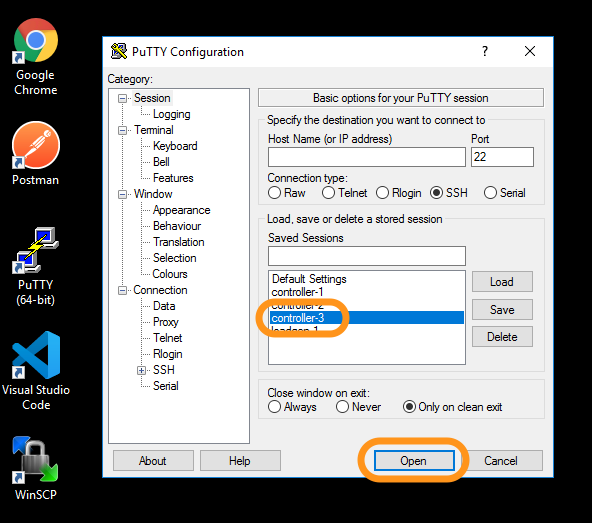 Google
Chrome
Postman
PuTTY
(64-bit)
Visual Studio
Code
WinSCP
PuTTY Configuration
?
Category:
Session
Logging
Terminal
Keyboard
Bell
Features
Window
Appearance
Behaviour
Translation
Selection
Colours
Connection
Data
Proxy
Telnet
Rlogin
SSH
Serial
Basic options for your PuTTY session
Specify the destination you want to connect to
Host Name (or IP address) Port
22
Connection type:
Raw Telnet Rlogin SSH Serial
Load, save or delete a stored session
Saved Sessions
Default Settings
controller-1
controller-2
controller-3
loadgen-1
Load
Save
Delete
Close window on exit:
Always Never Only on clean exit
About Help Open Cancel